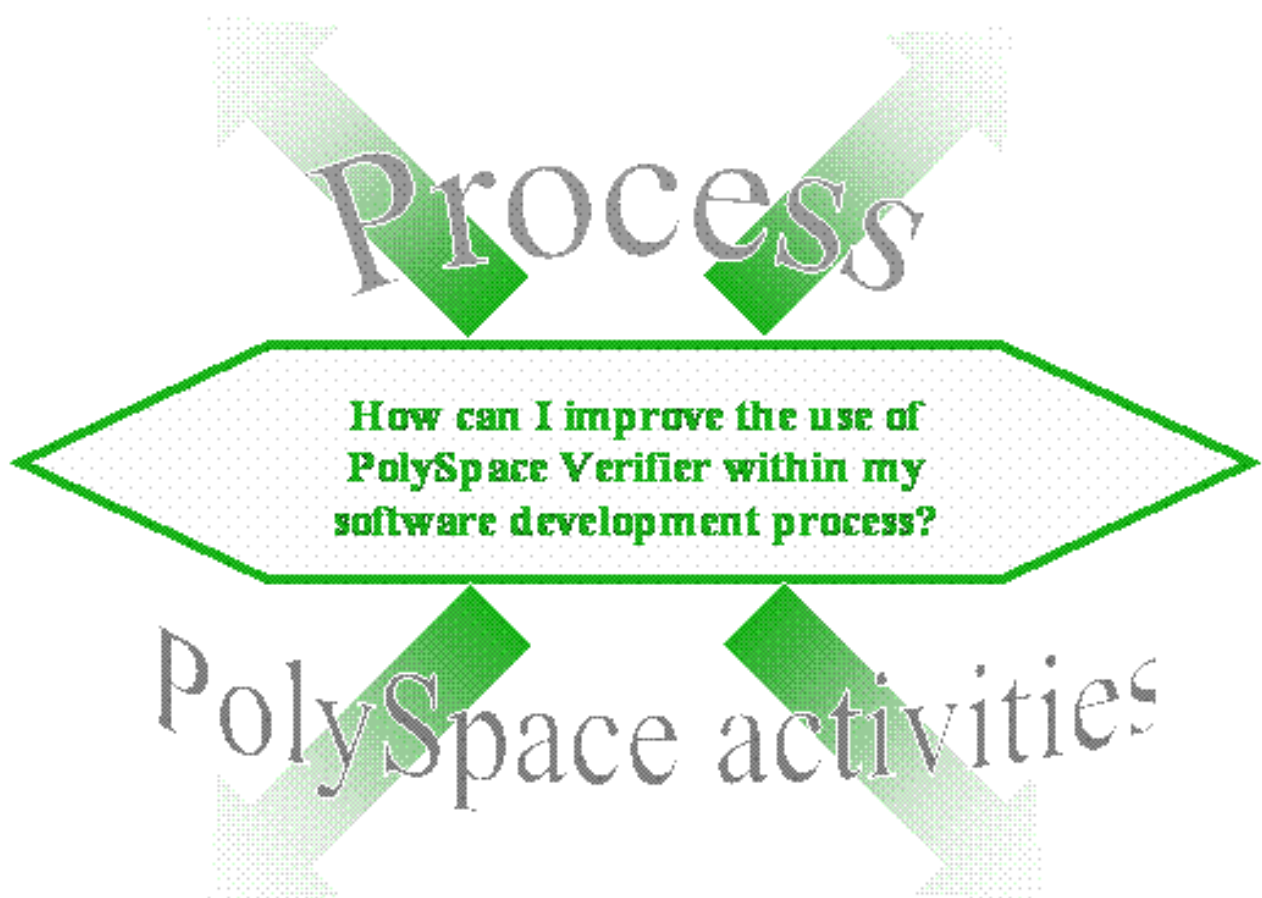 Process
How can I improve the use of
PolySpace Verifier within my
software development process?
PolySpace activities